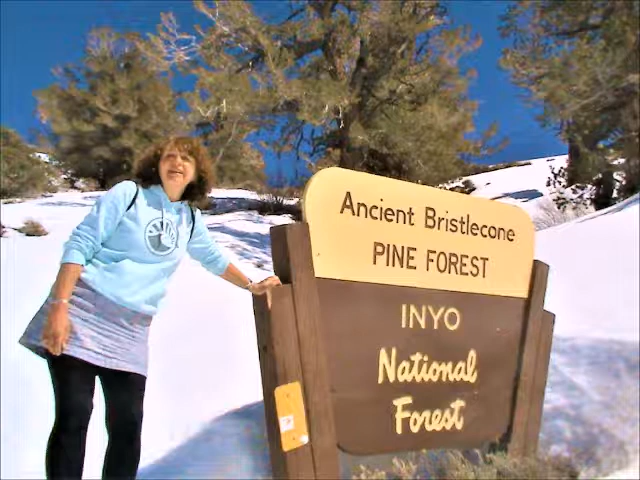 Ancient Bristlecone
PINE FOREST
INYO
National
Forest